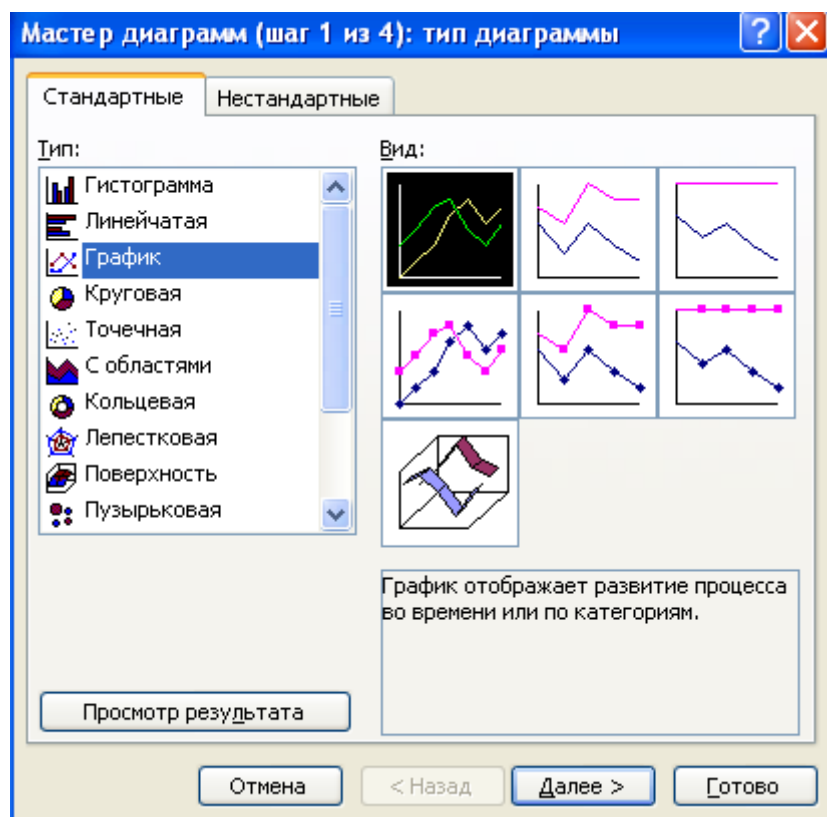 Мастер диаграмм (шаг 1 из 4): тип диаграммы
Стандартные
Нестандартные
Тип:
Гистограмма
Линейчатая
График
Круговая
Точечная
С областями
Кольцевая
Лепестковая
Поверхность
Пузырьковая
Вид:
График отображает развитие процесса
во времени или по категориям.
Просмотр результата
Отмена
< Назад
Далее >
Готово